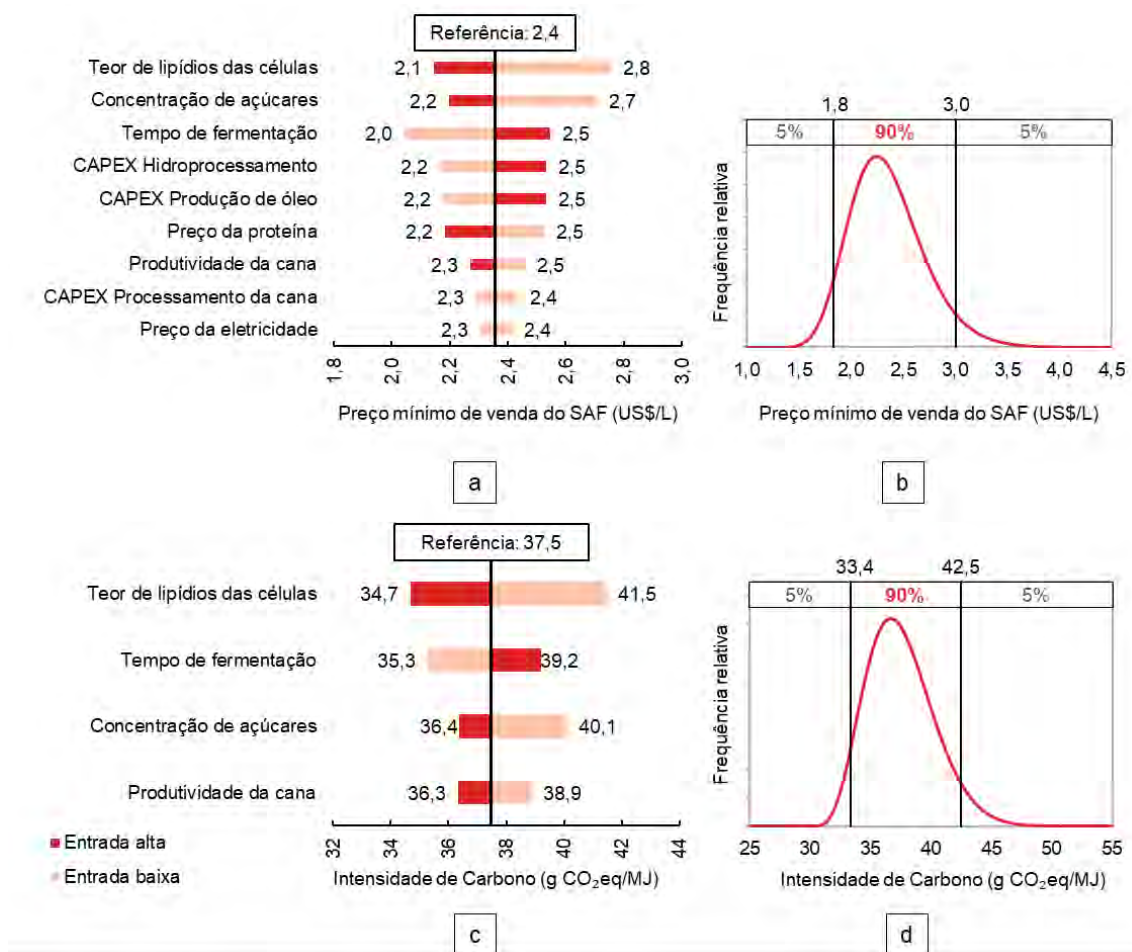 Referência: 2,4
Teor de lipídios das células 2,1 2,8
Concentração de açúcares 2,2 2,7
Tempo de fermentação 2,0 2,5
CAPEX Hidroprocessamento 2,2 2,5
CAPEX Produção de óleo 2,2 2,5
Preço da proteína 2,2 2,5
Produtividade da cana 2,3 2,5
CAPEX Processamento da cana 2,3 2,4
Preço da eletricidade 2,3 2,4
1,8 2,0 2,2 2,4 2,6 2,8 3,0
Preço mínimo de venda do SAF (US$/L)
a
1,8 3,0
5% 90% 5%
Frequência relativa
1,0 1,5 2,0 2,5 3,0 3,5 4,0 4,5
Preço mínimo de venda do SAF (US$/L)
b
Referência: 37,5
Teor de lipídios das células 34,7 41,5
Tempo de fermentação 35,3 39,2
Concentração de açúcares 36,4 40,1
Produtividade da cana 36,3 38,9
32 34 36 38 40 42 44
Entrada alta
Entrada baixa
Intensidade de Carbono (g CO₂eq/MJ)
c
33,4 42,5
5% 90% 5%
Frequência relativa
25 30 35 40 45 50 55
Intensidade de Carbono (g CO₂eq/MJ)
d